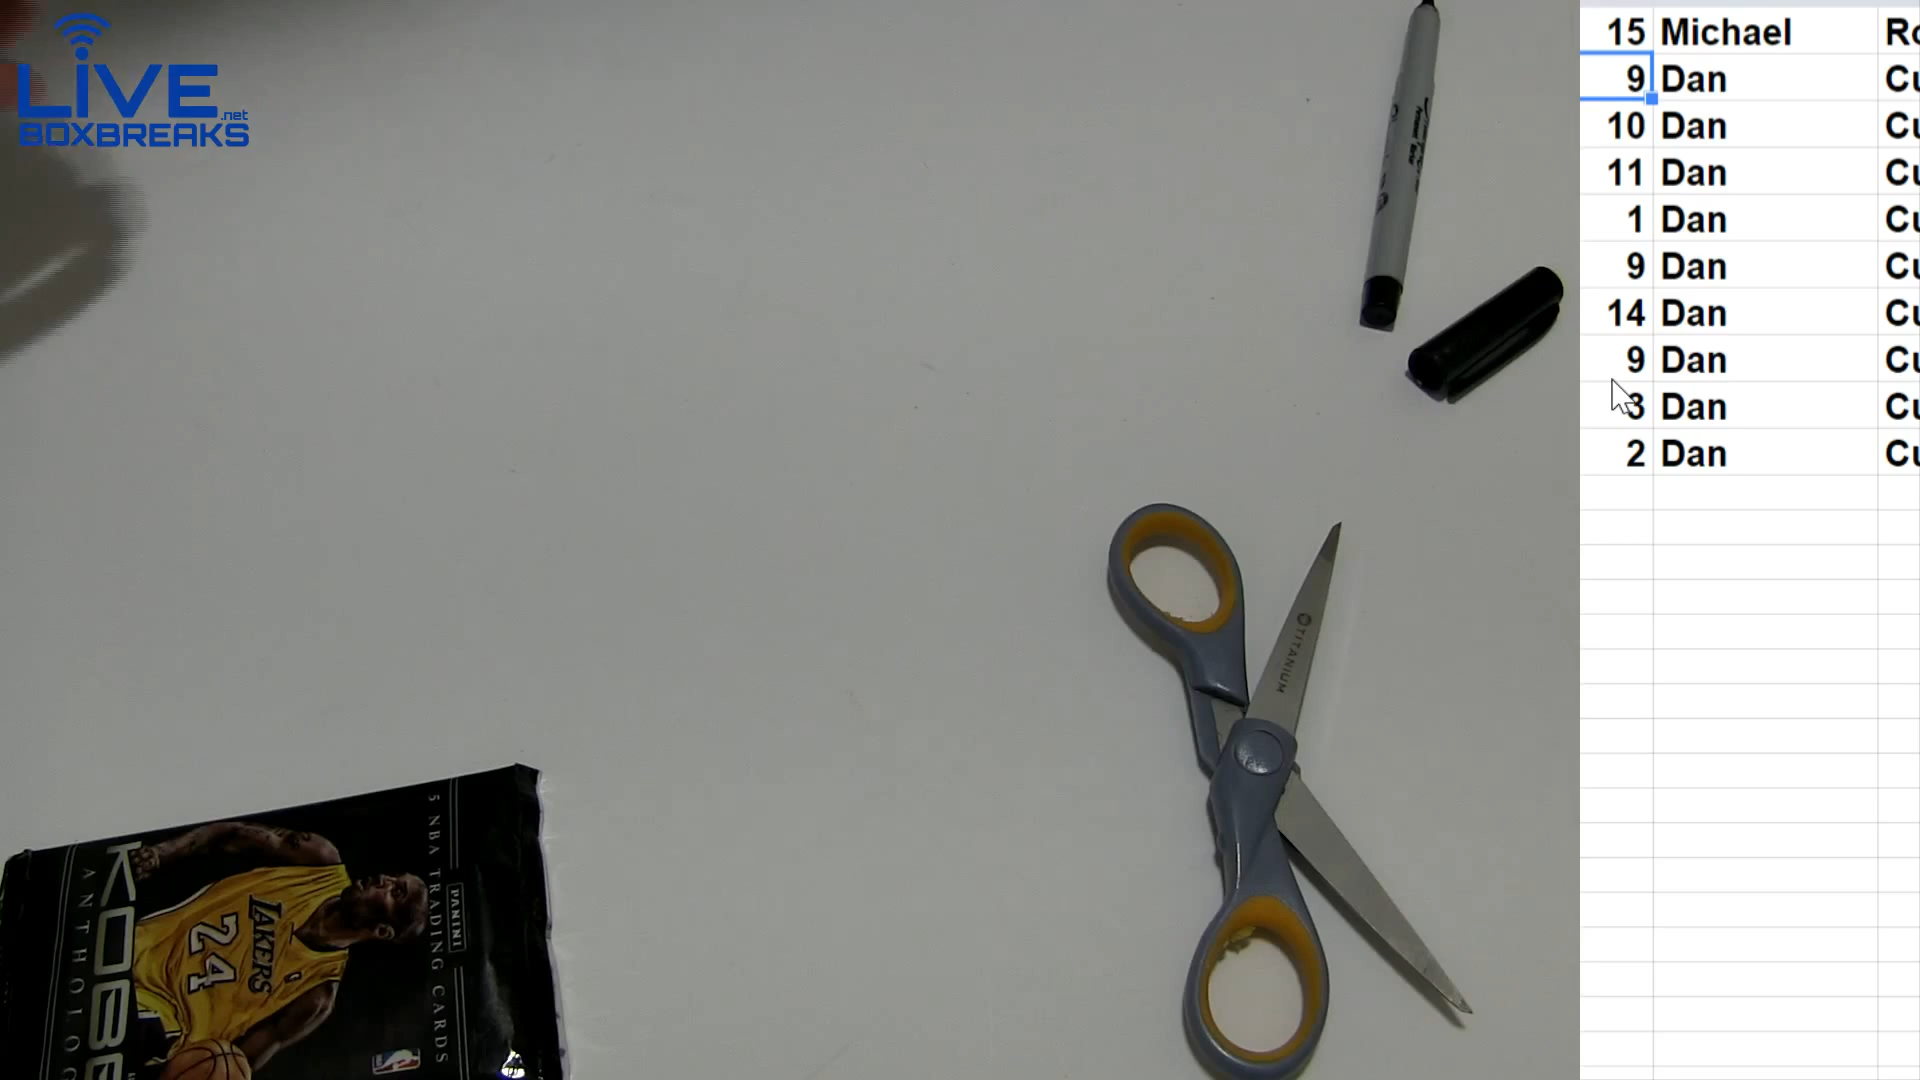 LiVE
.net
BOXBREAKS
15 Michael
9 Dan
10 Dan
11 Dan
1 Dan
9 Dan
14 Dan
9 Dan
3 Dan
2 Dan
TITANIUM
5 NBA TRADING CARDS
PANINI
LAKERS
24
KOBE